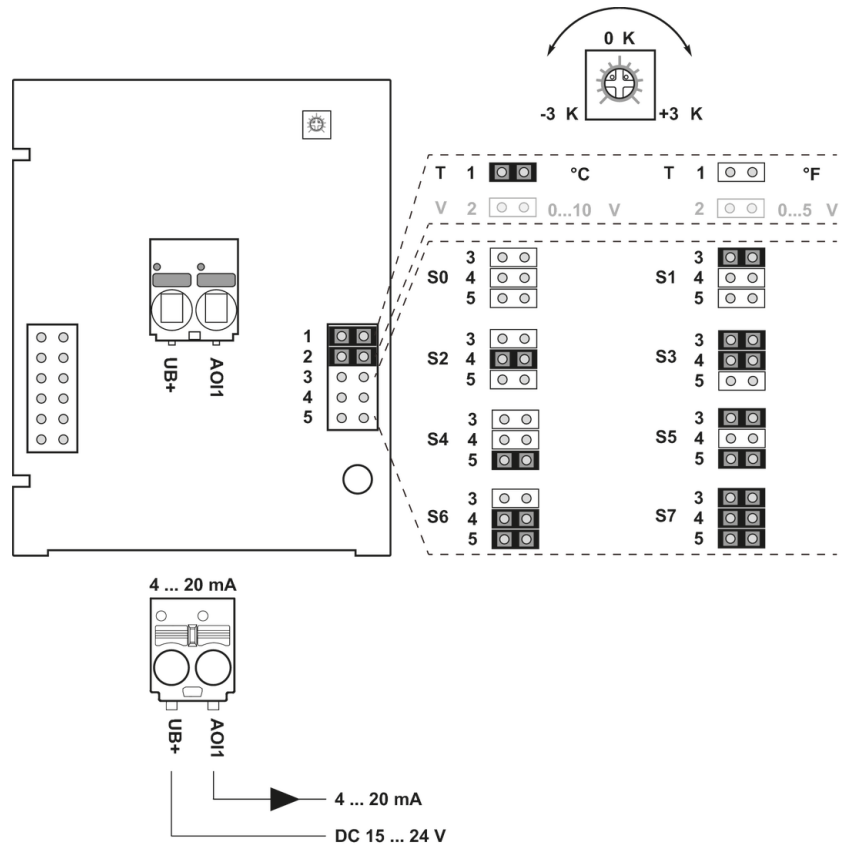 0 K
-3 K +3 K
T 1 °C T 1 °F
V 2 0...10 V 2 0...5 V
3 3
S0 4 S1 4
5 5
1
2
3
4
5
UB+ AOI1
3 3
S2 4 S3 4
5 5
3 3
S4 4 S5 4
5 5
3 3
S6 4 S7 4
5 5
4 ... 20 mA
UB+ AOI1
4 ... 20 mA
DC 15 ... 24 V